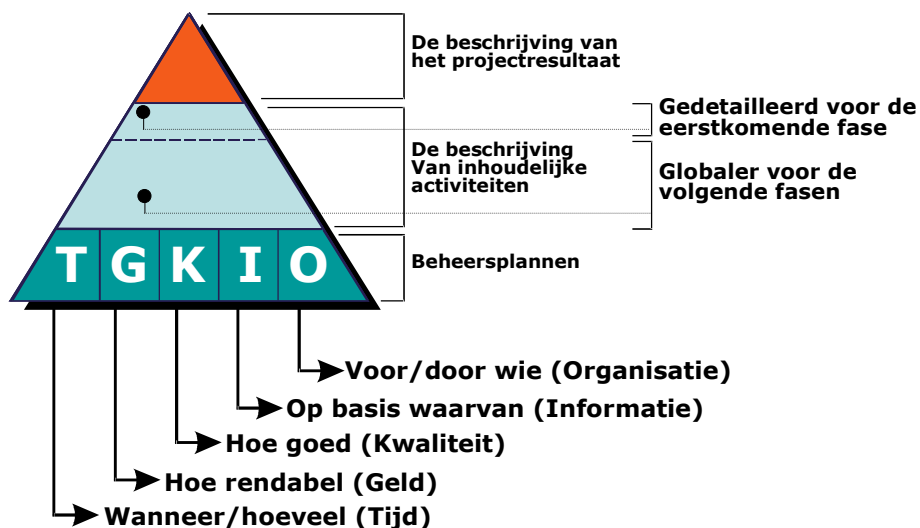 De beschrijving van
het projectresultaat
Gedetailleerd voor de
eerstkomende fase
De beschrijving
Van inhoudelijke
activiteiten
Globaler voor de
volgende fasen
T G K I O
Beheersplannen
Voor/door wie (Organisatie)
Op basis waarvan (Informatie)
Hoe goed (Kwaliteit)
Hoe rendabel (Geld)
Wanneer/hoeveel (Tijd)